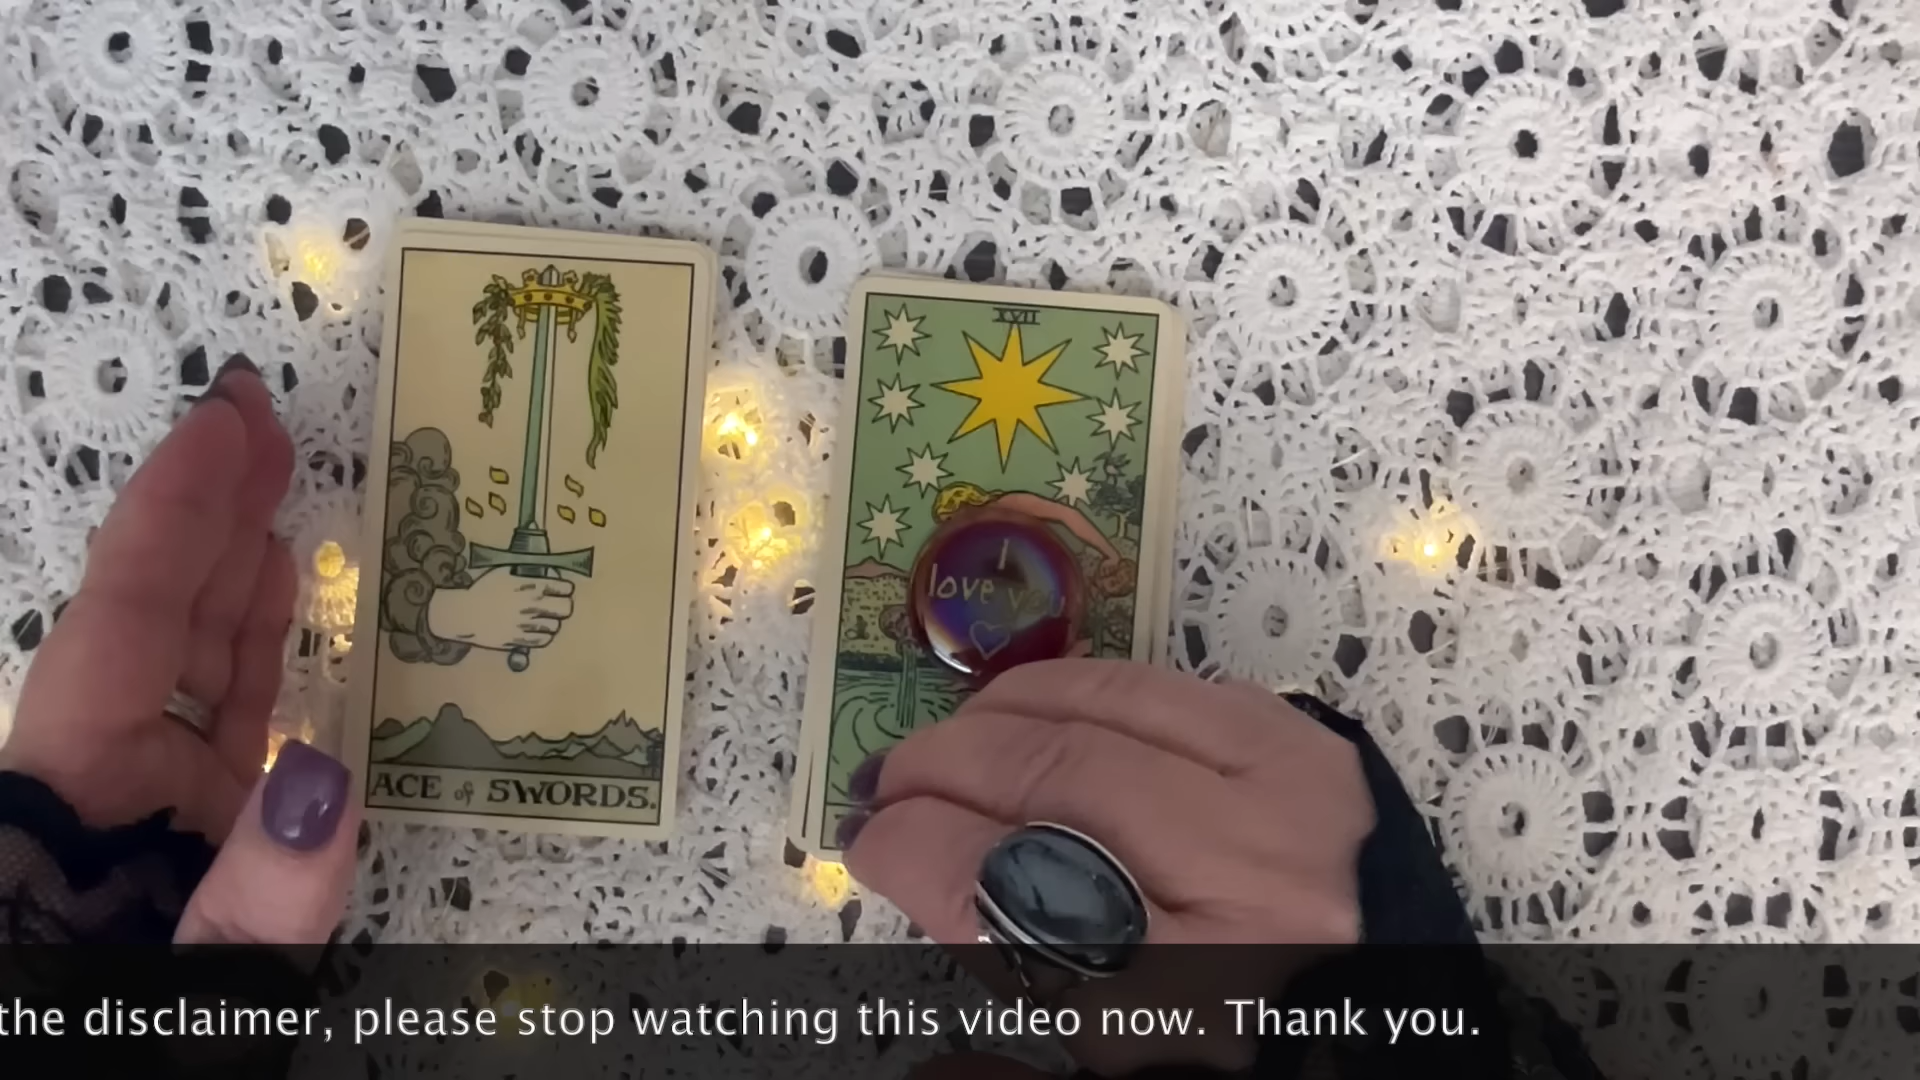 XVII
I
love you
ACE of SWORDS.
the disclaimer, please stop watching this video now. Thank you.